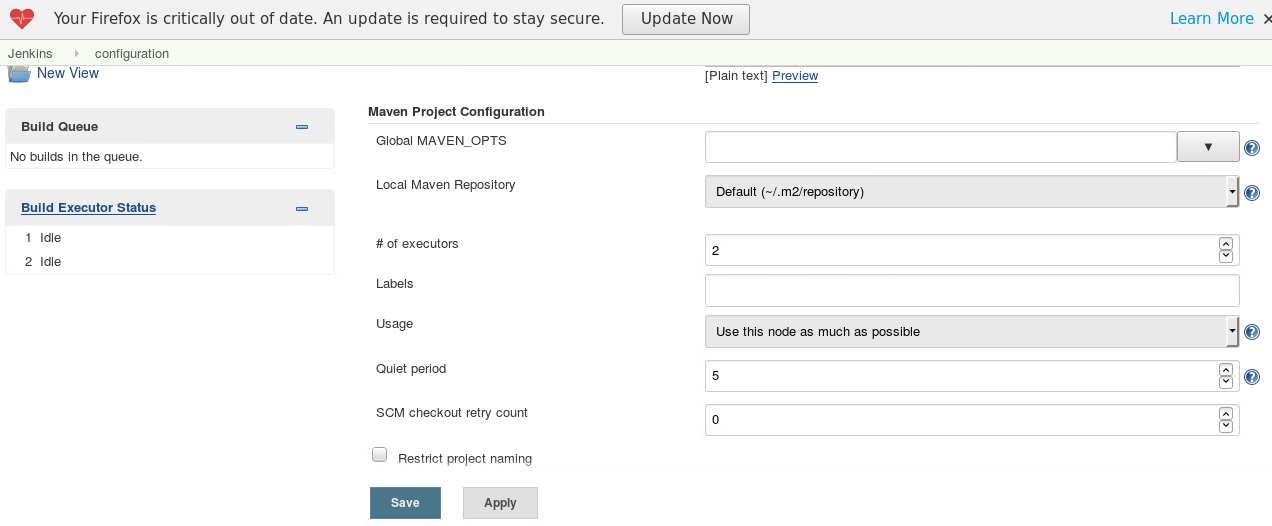 Your Firefox is critically out of date. An update is required to stay secure. Update Now Learn More ✕
Jenkins configuration
New View
[Plain text] Preview
Build Queue
No builds in the queue.
Build Executor Status
1 Idle
2 Idle
Maven Project Configuration
Global MAVEN_OPTS ▼
Local Maven Repository Default (~/.m2/repository)
# of executors 2
Labels
Usage Use this node as much as possible
Quiet period 5
SCM checkout retry count 0
Restrict project naming
Save Apply